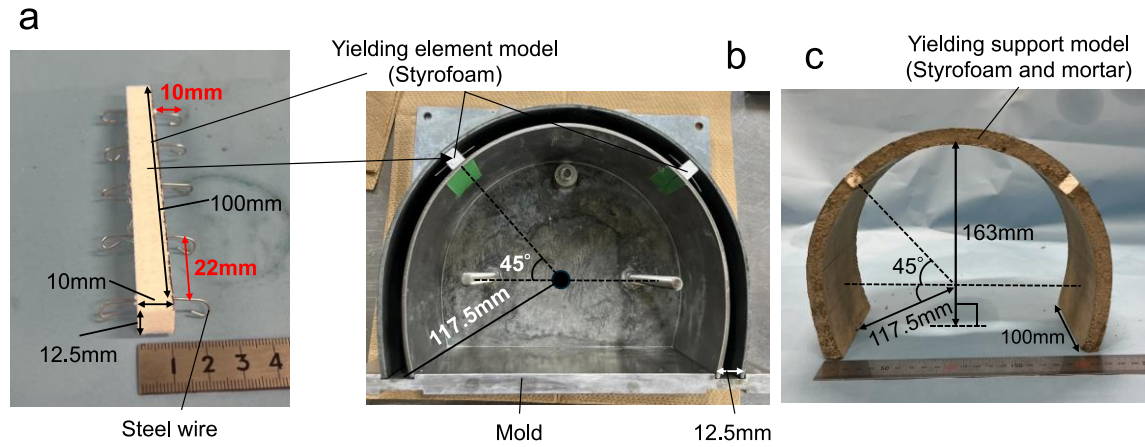 a
Yielding element model
(Styrofoam)
b
c
Yielding support model
(Styrofoam and mortar)
10mm
100mm
22mm
10mm
12.5mm
1 2 3 4
Steel wire
45°
117.5mm
Mold
12.5mm
163mm
45°
117.5mm
100mm